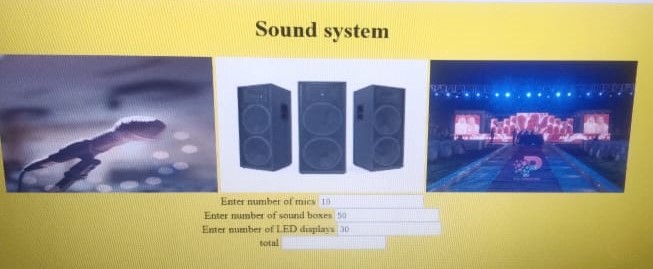 Sound system
Enter number of mics 10
Enter number of sound boxes 50
Enter number of LED displays 30
total